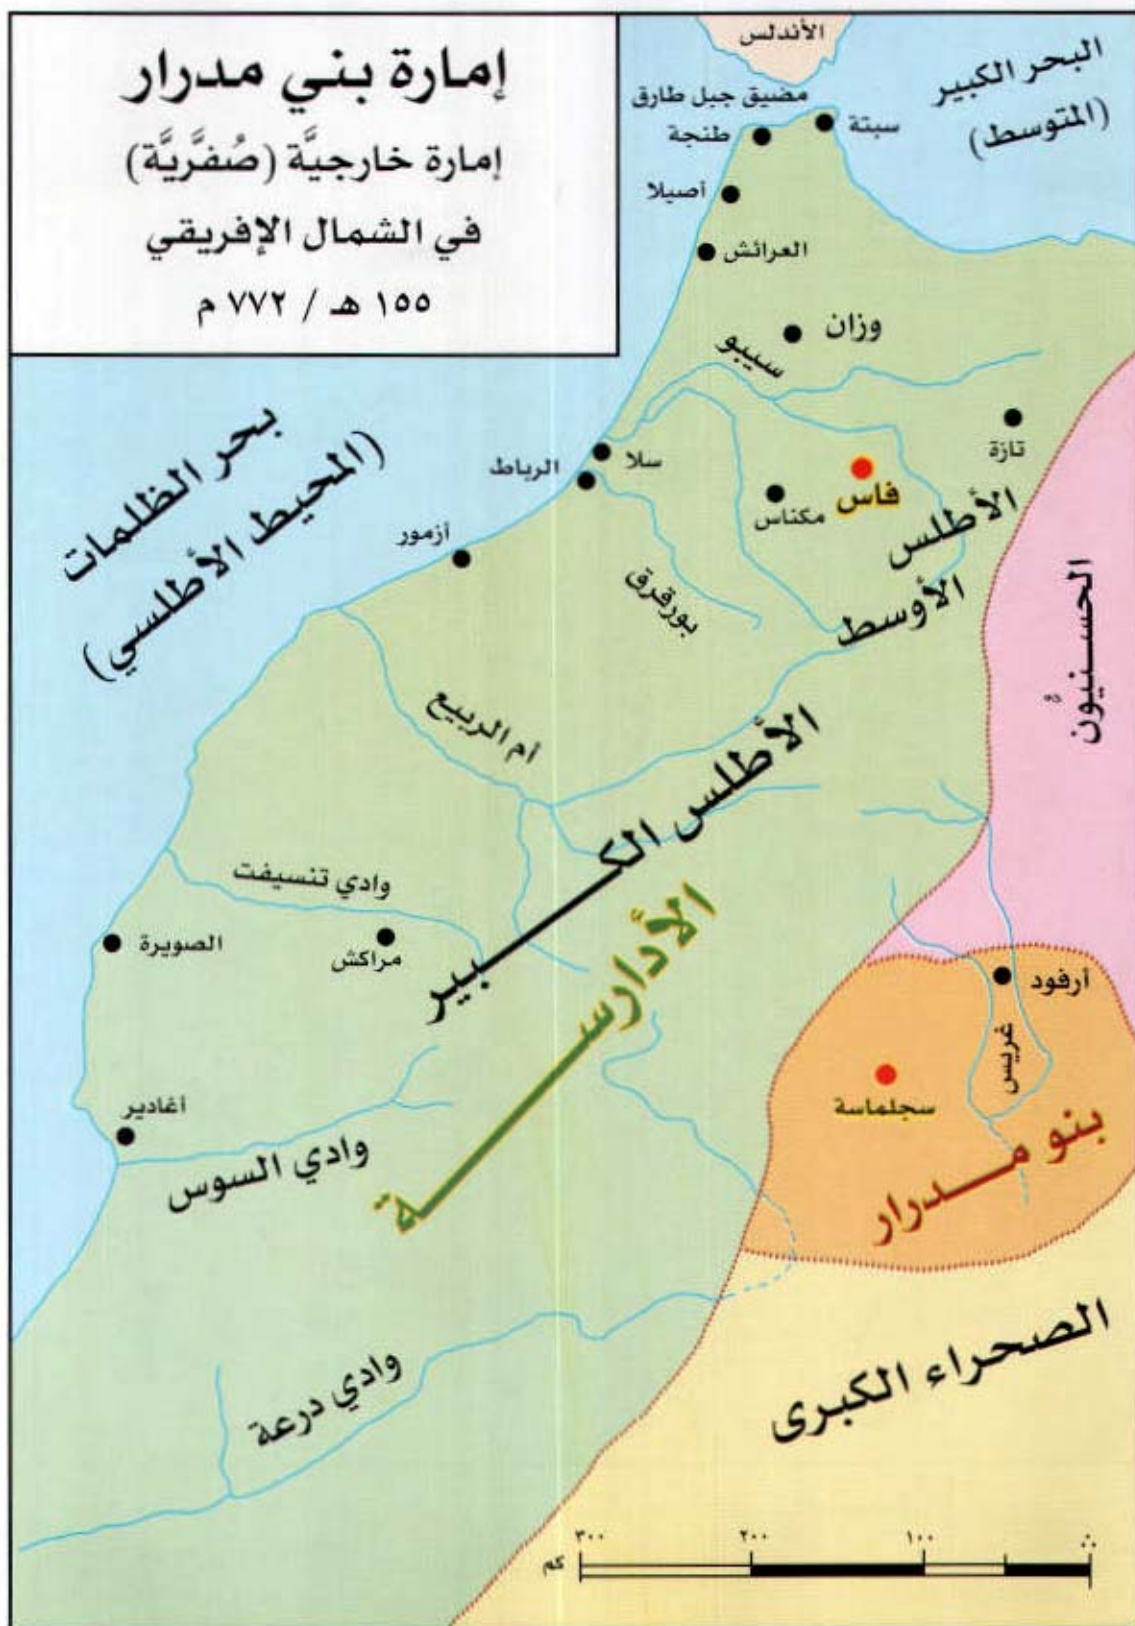 إمارة بني مدرار
إمارة خارجيَّة (صُفَّريَّة)
في الشمال الإفريقي
١٥٥ هـ / ٧٧٢ م
الأندلس
البحر الكبير
(المتوسط)
مضيق جبل طارق
سبتة
طنجة
أصيلا
العرائش
وزان
سيبو
تازة
فاس
مكناس
سلا
الرباط
أزمور
بورقرق
بحر الظلمات
(المحيط الأطلسي)
الأطلس
الأوسط
الحسنيون
أم الربيع
الأطلس الكبير
الأدارسة
وادي تنسيفت
مراكش
الصويرة
أرفود
غريس
سجلماسة
بنو مدرار
أغادير
وادي السوس
وادي درعة
الصحراء الكبرى
٣٠٠ ٢٠٠ ١٠٠ ٠
كم